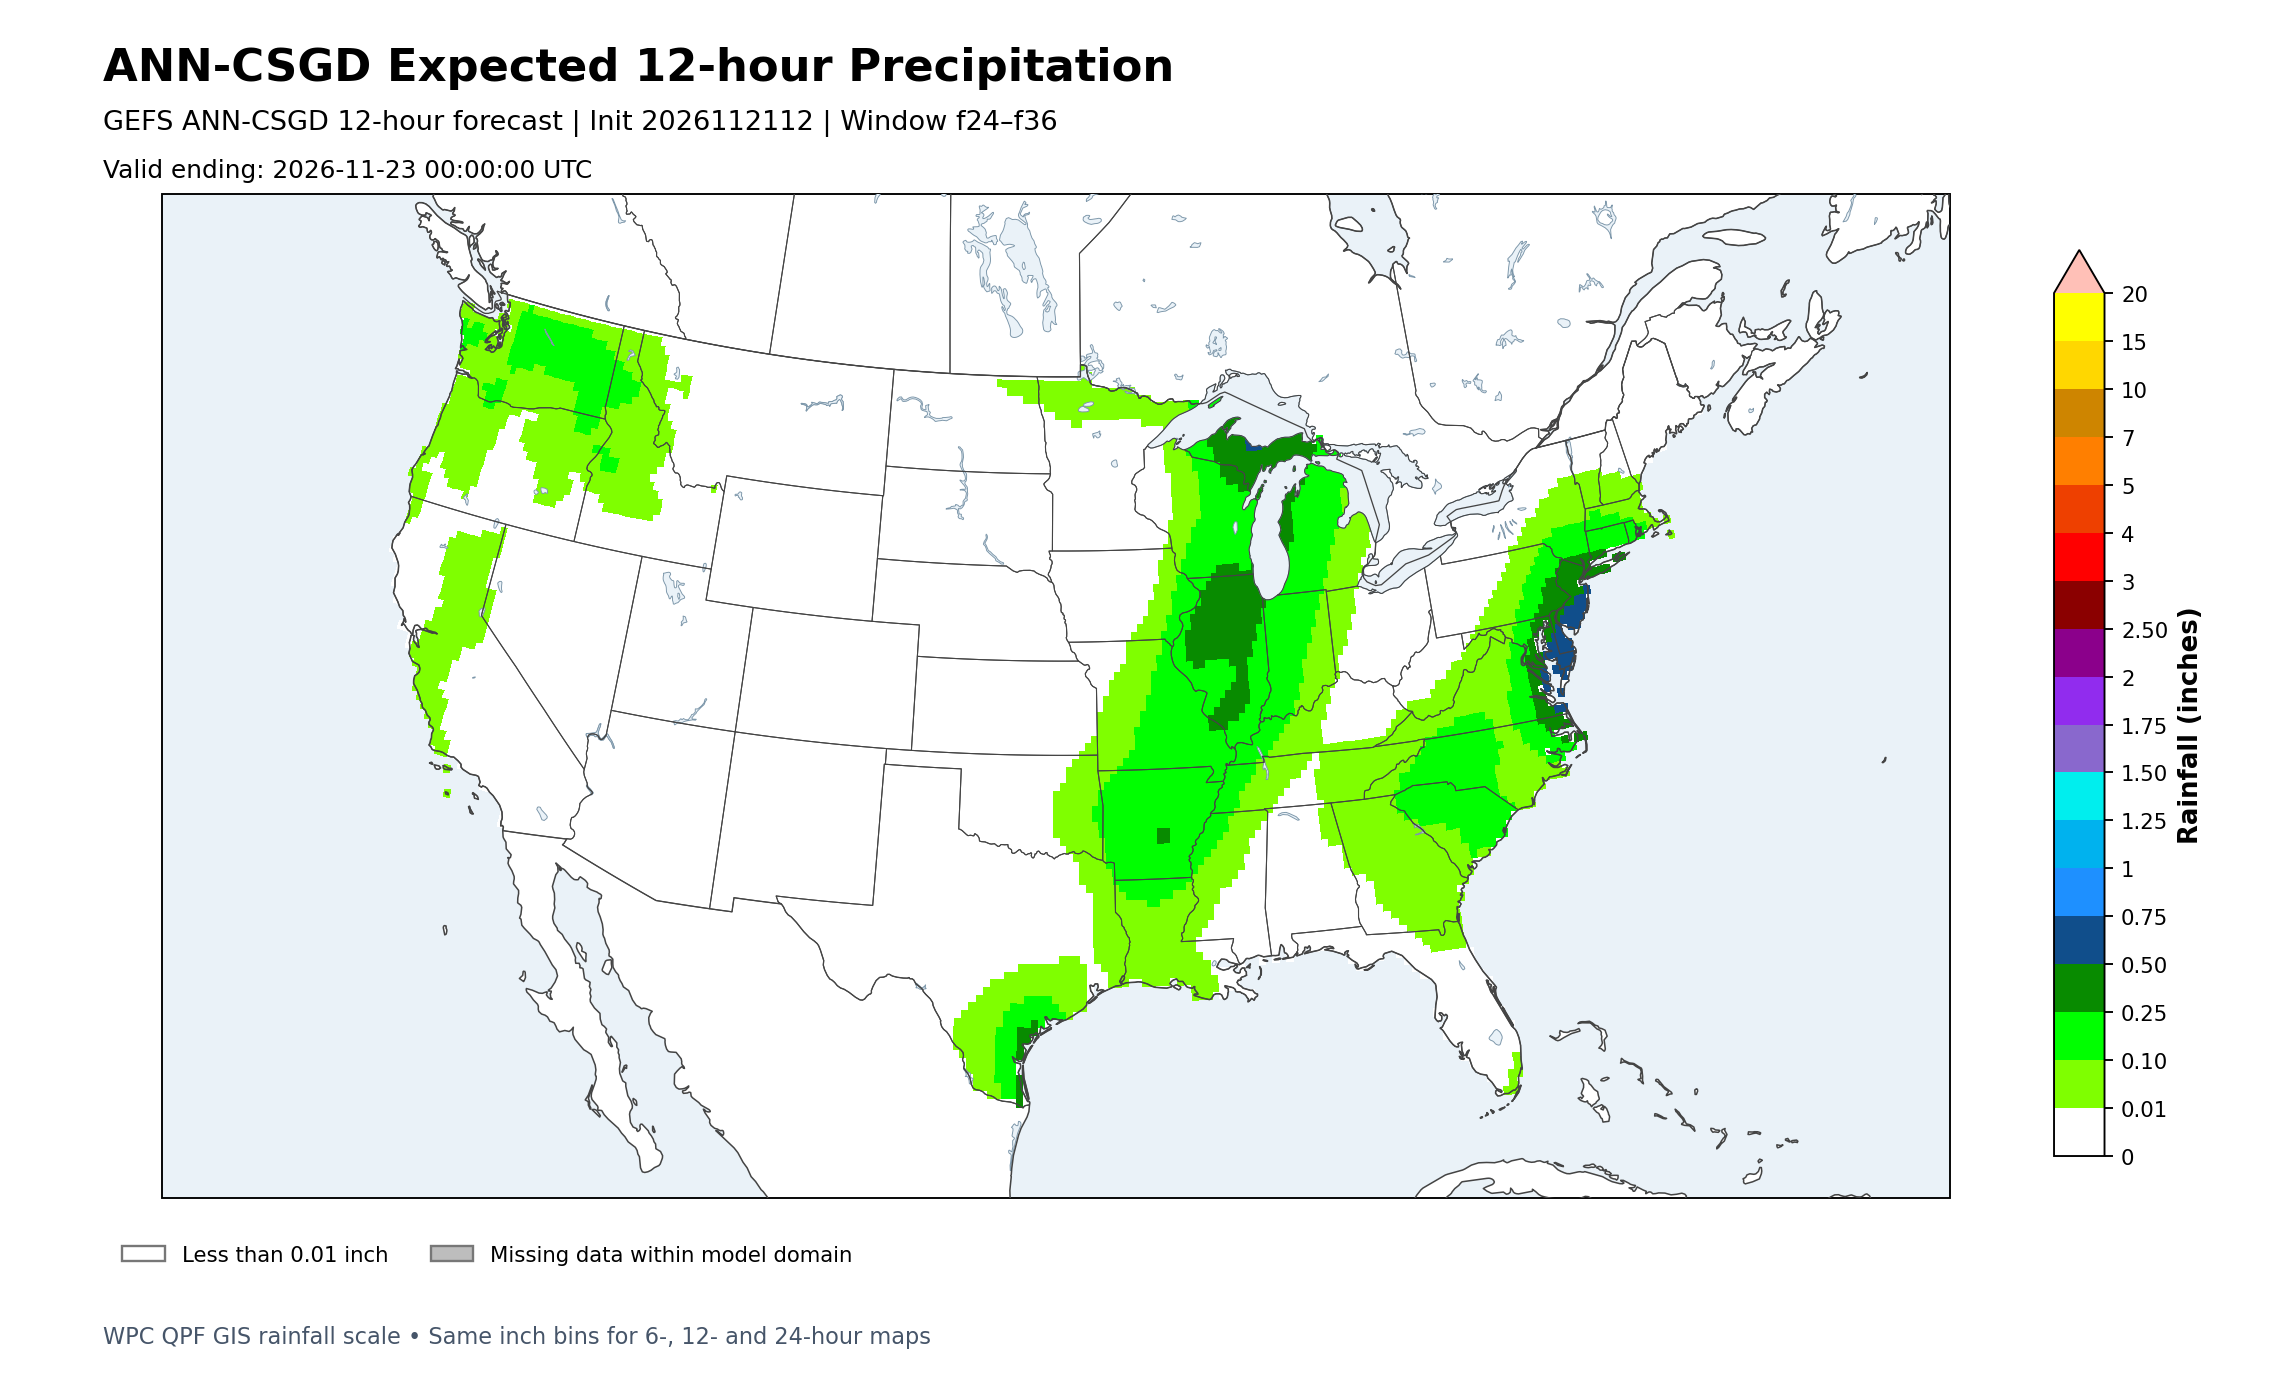 ANN-CSGD Expected 12-hour Precipitation
GEFS ANN-CSGD 12-hour forecast | Init 2026112112 | Window f24–f36
Valid ending: 2026-11-23 00:00:00 UTC
20
15
10
7
5
4
3
2.50
2
1.75
1.50
1.25
1
0.75
0.50
0.25
0.10
0.01
0
Rainfall (inches)
Less than 0.01 inch
Missing data within model domain
WPC QPF GIS rainfall scale • Same inch bins for 6-, 12- and 24-hour maps